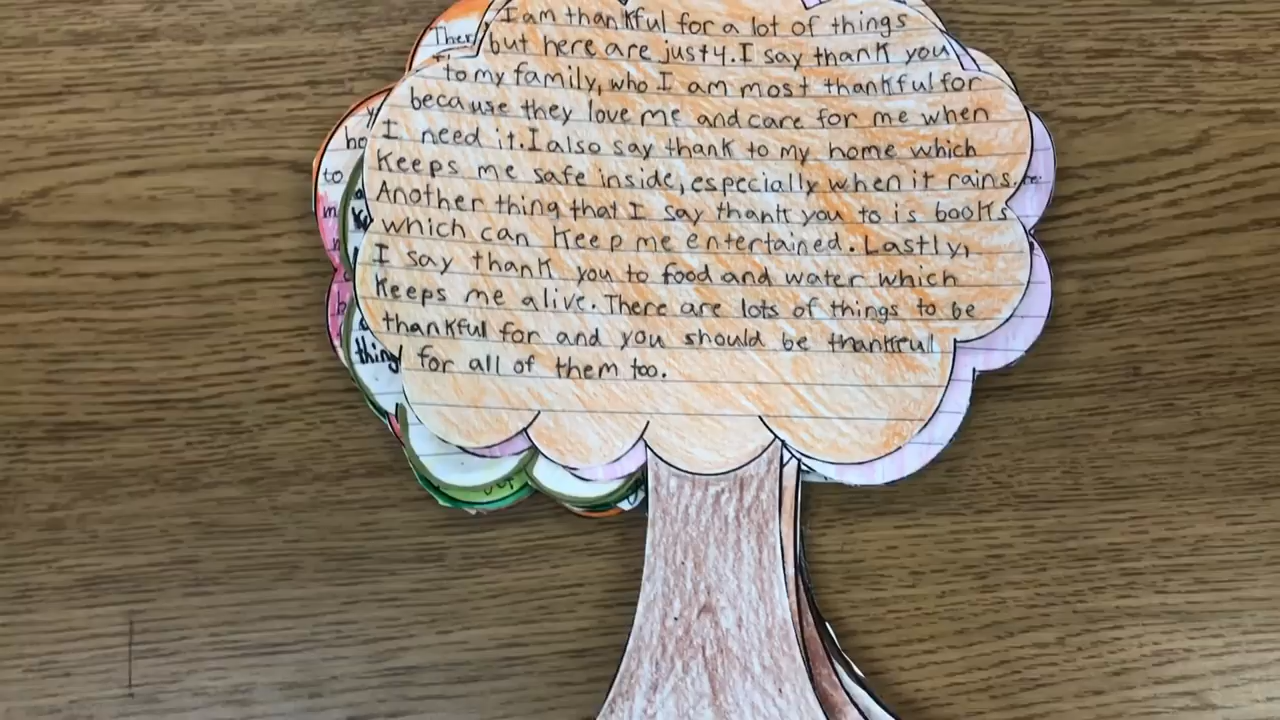 I am thankful for a lot of things
but here are just 4. I say thank you
to my family, who I am most thankful for
because they love me and care for me when
I need it. I also say thank to my home which
keeps me safe inside, especially when it rains.
Another thing that I say thank you to is books
which can keep me entertained. Lastly,
I say thank you to food and water which
keeps me alive. There are lots of things to be
thankful for and you should be thankful
for all of them too.
Ther
ho
to
thing